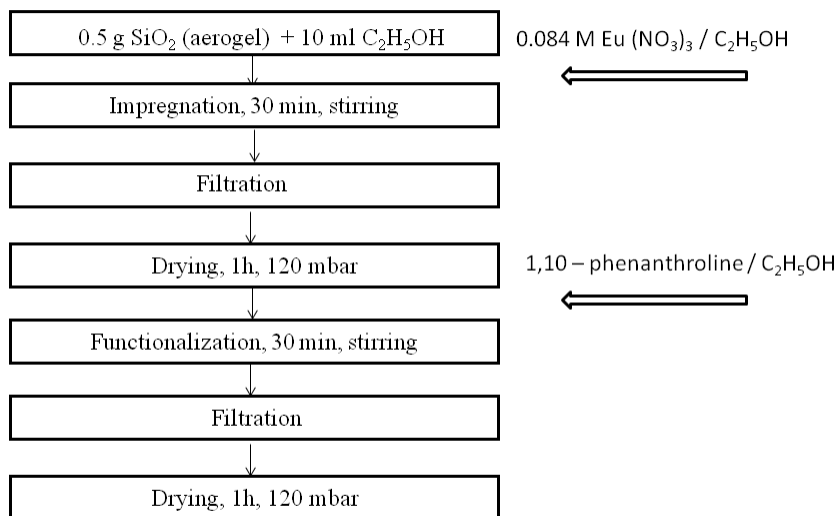 0.5 g SiO₂ (aerogel) + 10 ml C₂H₅OH
0.084 M Eu (NO₃)₃ / C₂H₅OH
Impregnation, 30 min, stirring
Filtration
Drying, 1h, 120 mbar
1,10 – phenanthroline / C₂H₅OH
Functionalization, 30 min, stirring
Filtration
Drying, 1h, 120 mbar